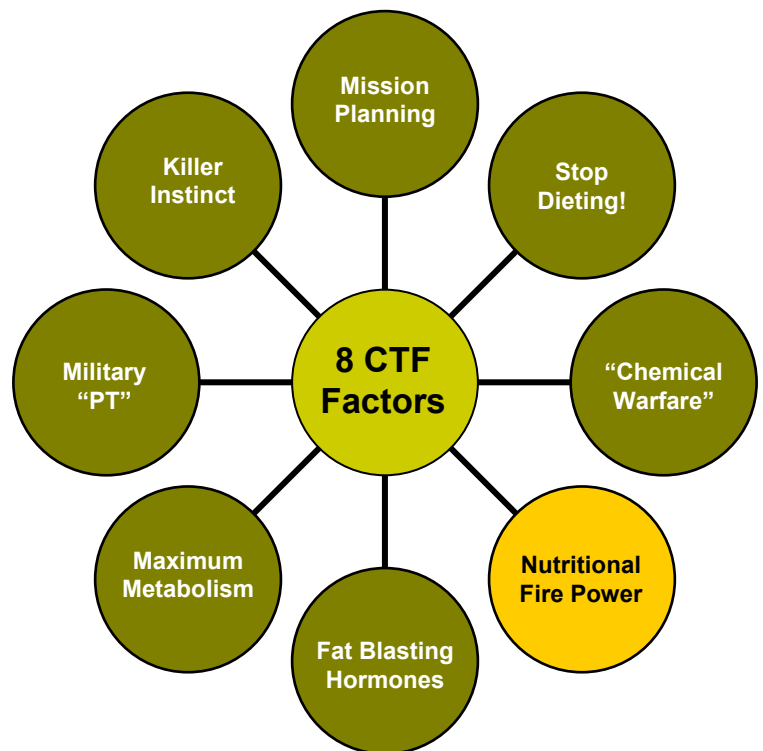 Mission
Planning
Killer
Instinct
Stop
Dieting!
8 CTF
Factors
Military
“PT”
“Chemical
Warfare”
Maximum
Metabolism
Nutritional
Fire Power
Fat Blasting
Hormones